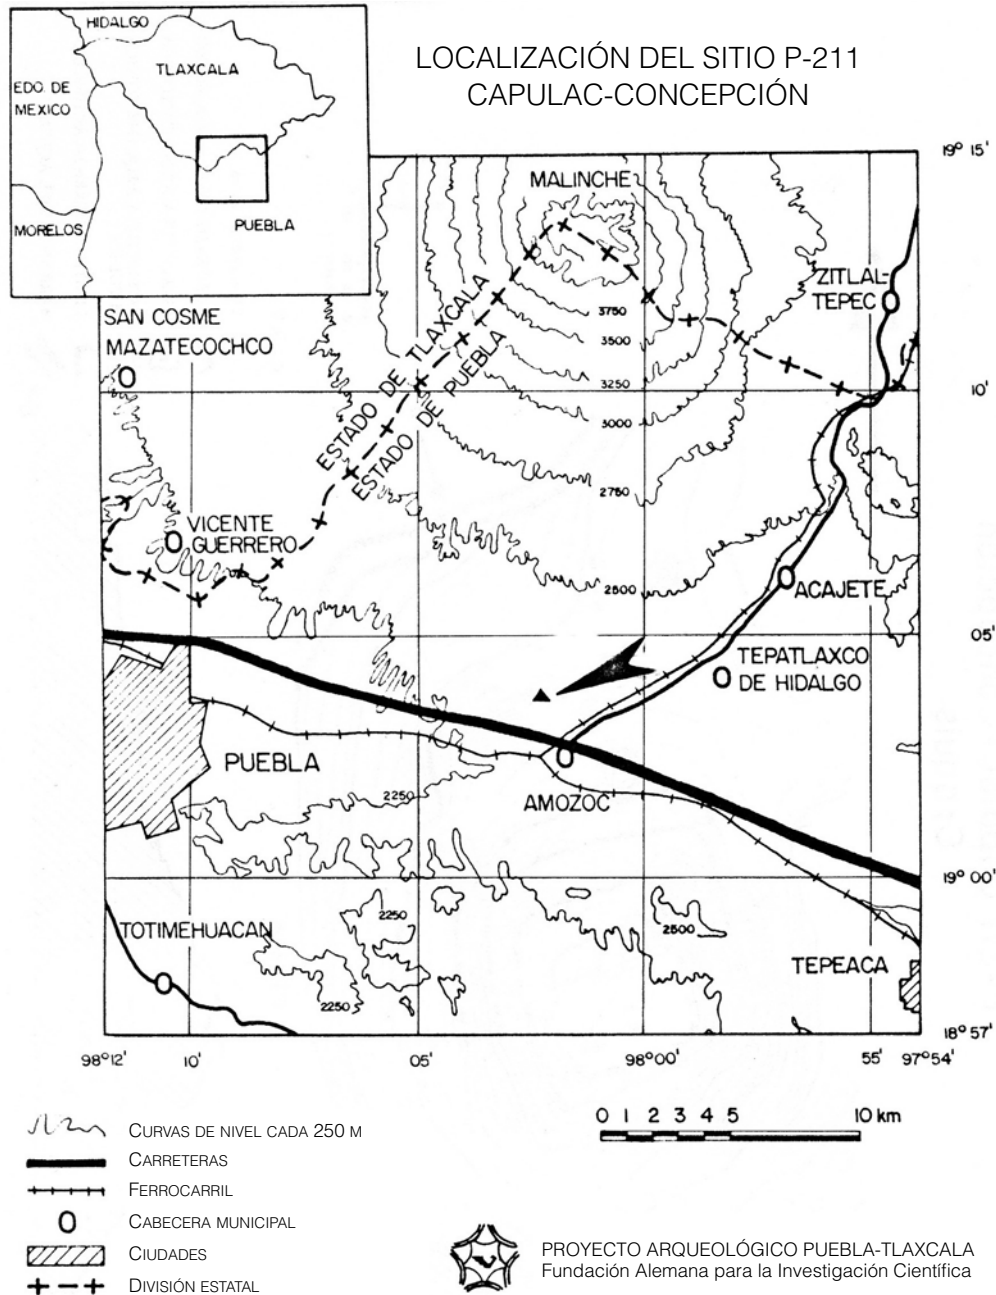 HIDALGO
TLAXCALA
EDO. DE
MEXICO
MORELOS
PUEBLA
LOCALIZACIÓN DEL SITIO P-211
CAPULAC-CONCEPCIÓN
19° 15'
MALINCHE
ZITLAL-
TEPEC
SAN COSME
MAZATECOCHCO
ESTADO DE TLAXCALA
ESTADO DE PUEBLA
3750
3500
3250
3000
2750
2500
10'
VICENTE
GUERRERO
ACAJETE
05'
TEPATLAXCO
DE HIDALGO
PUEBLA
2250
AMOZOC
19° 00'
2250
2500
TOTIMEHUACAN
2250
TEPEACA
18° 57'
98° 12'
10'
05'
98° 00'
55'
97° 54'
0 1 2 3 4 5 10 km
CURVAS DE NIVEL CADA 250 M
CARRETERAS
FERROCARRIL
CABECERA MUNICIPAL
CIUDADES
DIVISIÓN ESTATAL
PROYECTO ARQUEOLÓGICO PUEBLA-TLAXCALA
Fundación Alemana para la Investigación Científica